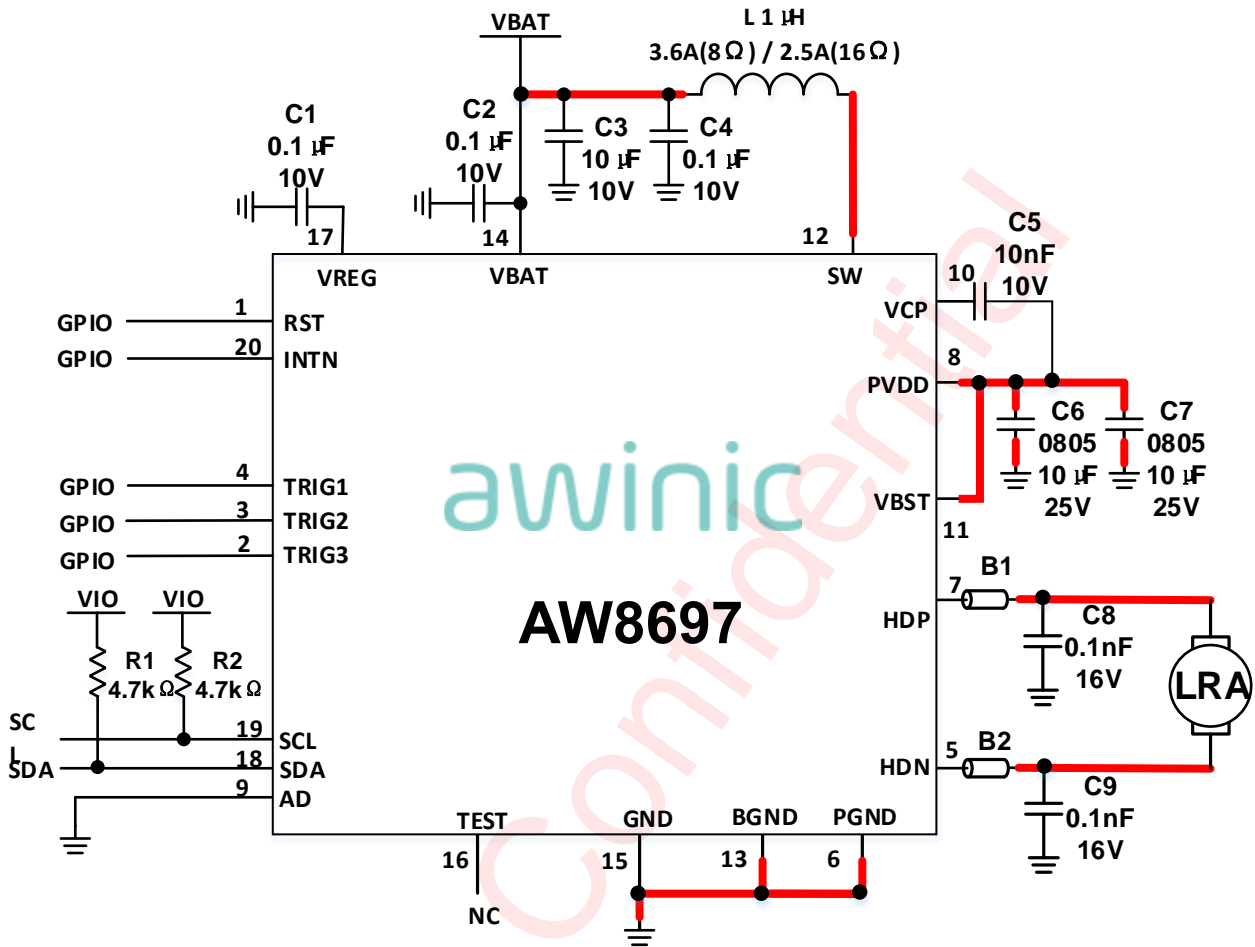 VBAT
L 1 µH
3.6A(8Ω) / 2.5A(16Ω)
C1
0.1 µF
10V
C2
0.1 µF
10V
C3
10 µF
10V
C4
0.1 µF
10V
17
14
12
VREG
VBAT
SW
C5
10nF
10V
10
VCP
GPIO
1
RST
GPIO
20
INTN
8
PVDD
C6
0805
10 µF
25V
C7
0805
10 µF
25V
GPIO
4
TRIG1
GPIO
3
TRIG2
GPIO
2
TRIG3
VBST
11
awinic
AW8697
Confidential
VIO
VIO
R1
4.7kΩ
R2
4.7kΩ
7
B1
HDP
C8
0.1nF
16V
LRA
SC
L
19
SCL
SDA
18
SDA
9
AD
5
B2
HDN
C9
0.1nF
16V
TEST
GND
BGND
PGND
16
15
13
6
NC